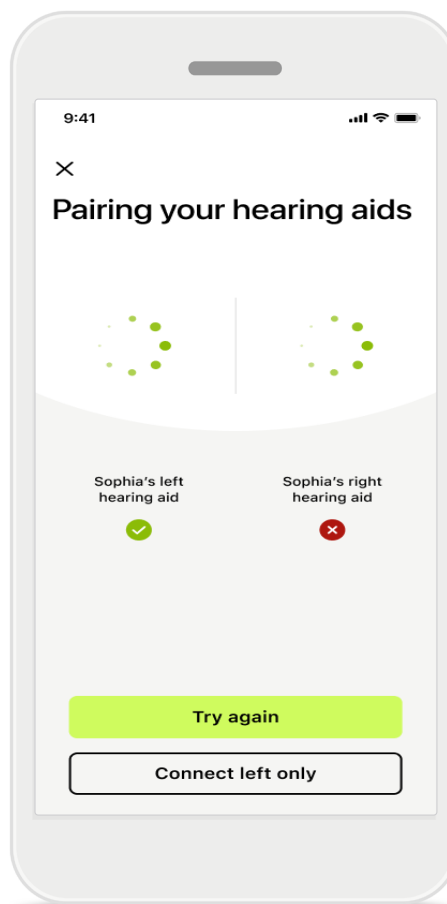 9:41
Pairing your hearing aids
Sophia's left
hearing aid
Sophia's right
hearing aid
Try again
Connect left only